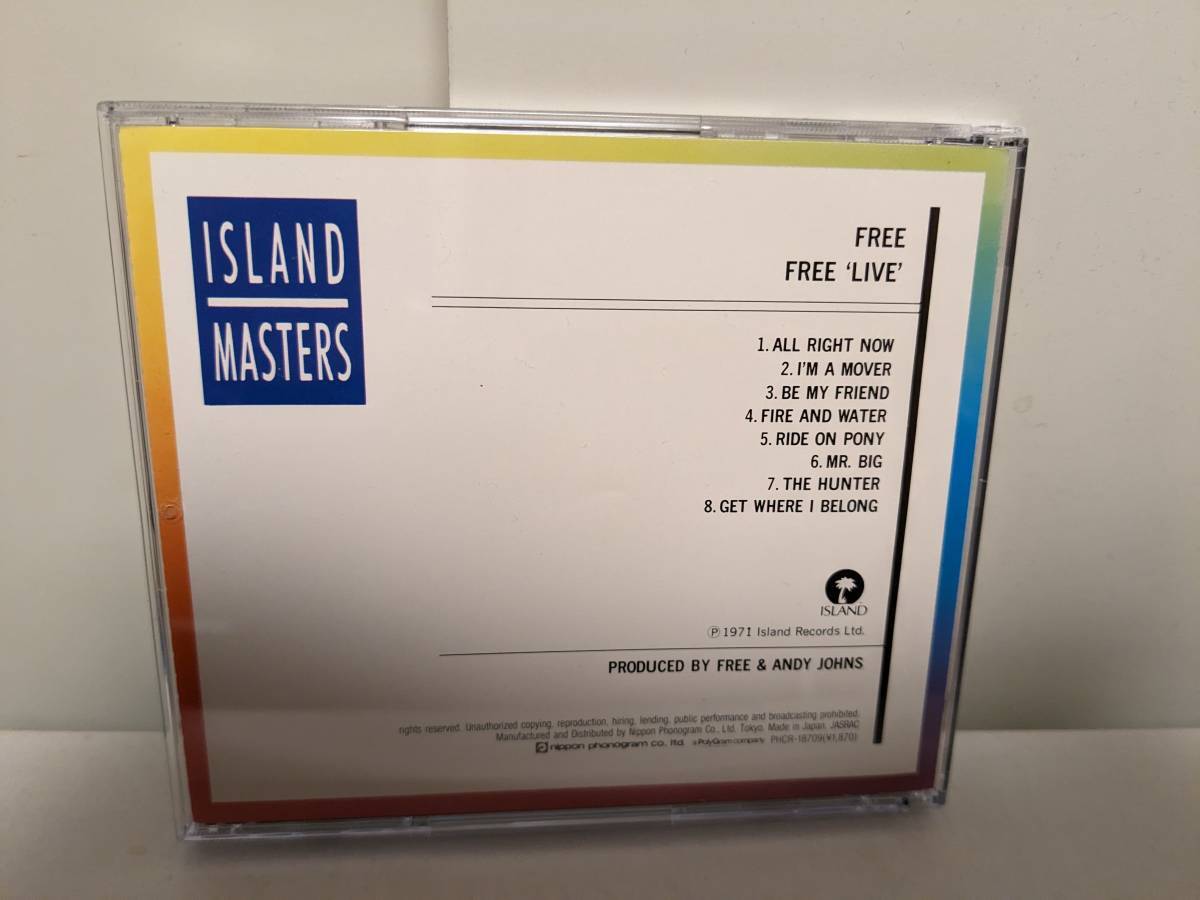 ISLAND
MASTERS
FREE
FREE ‘LIVE’
1. ALL RIGHT NOW
2. I'M A MOVER
3. BE MY FRIEND
4. FIRE AND WATER
5. RIDE ON PONY
6. MR. BIG
7. THE HUNTER
8. GET WHERE I BELONG
ISLAND
Ⓟ 1971 Island Records Ltd.
PRODUCED BY FREE & ANDY JOHNS
rights reserved. Unauthorized copying, reproduction, hiring, lending, public performance and broadcasting prohibited.
Manufactured and Distributed by Nippon Phonogram Co., Ltd. Tokyo. Made in Japan. JASRAC
nippon phonogram co., ltd. a PolyGram company PHCR-18709(¥1,870)